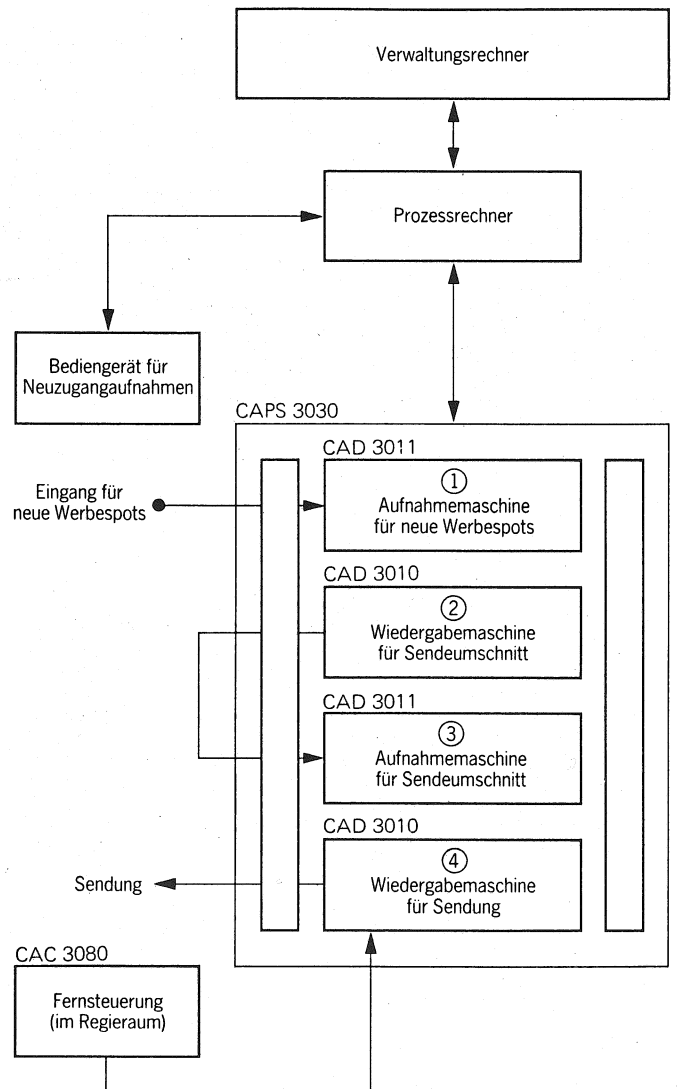 Verwaltungsrechner
Prozessrechner
Bediengerät für
Neuzugangaufnahmen
CAPS 3030
CAD 3011
1
Aufnahmemaschine
für neue Werbespots
Eingang für
neue Werbespots
CAD 3010
2
Wiedergabemaschine
für Sendeumschnitt
CAD 3011
3
Aufnahmemaschine
für Sendeumschnitt
CAD 3010
4
Wiedergabemaschine
für Sendung
Sendung
CAC 3080
Fernsteuerung
(im Regieraum)